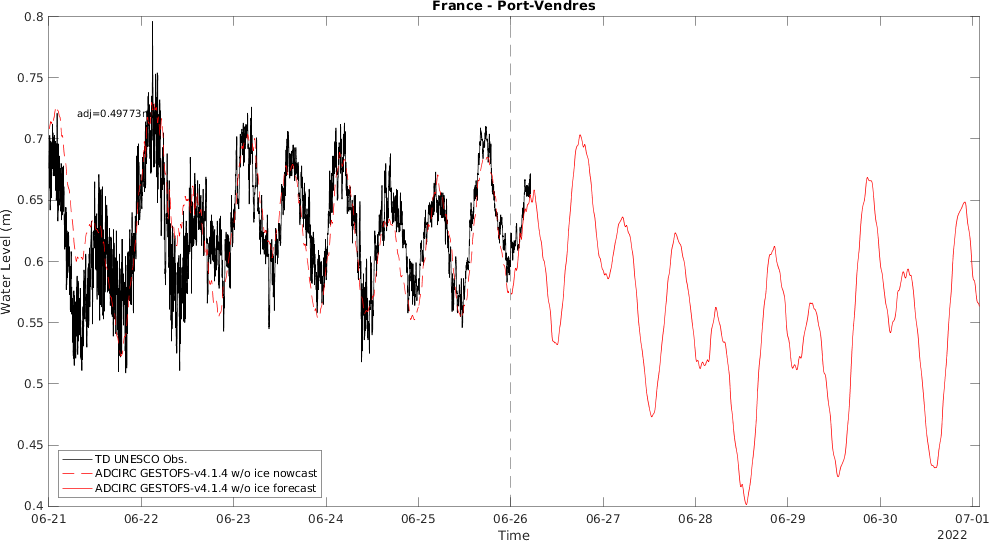 France - Port-Vendres
0.8
0.75
0.7
0.65
0.6
0.55
0.5
0.45
0.4
Water Level (m)
adj=0.49773m
TD UNESCO Obs.
ADCIRC GESTOFS-v4.1.4 w/o ice nowcast
ADCIRC GESTOFS-v4.1.4 w/o ice forecast
06-21 06-22 06-23 06-24 06-25 06-26 06-27 06-28 06-29 06-30 07-01
Time
2022